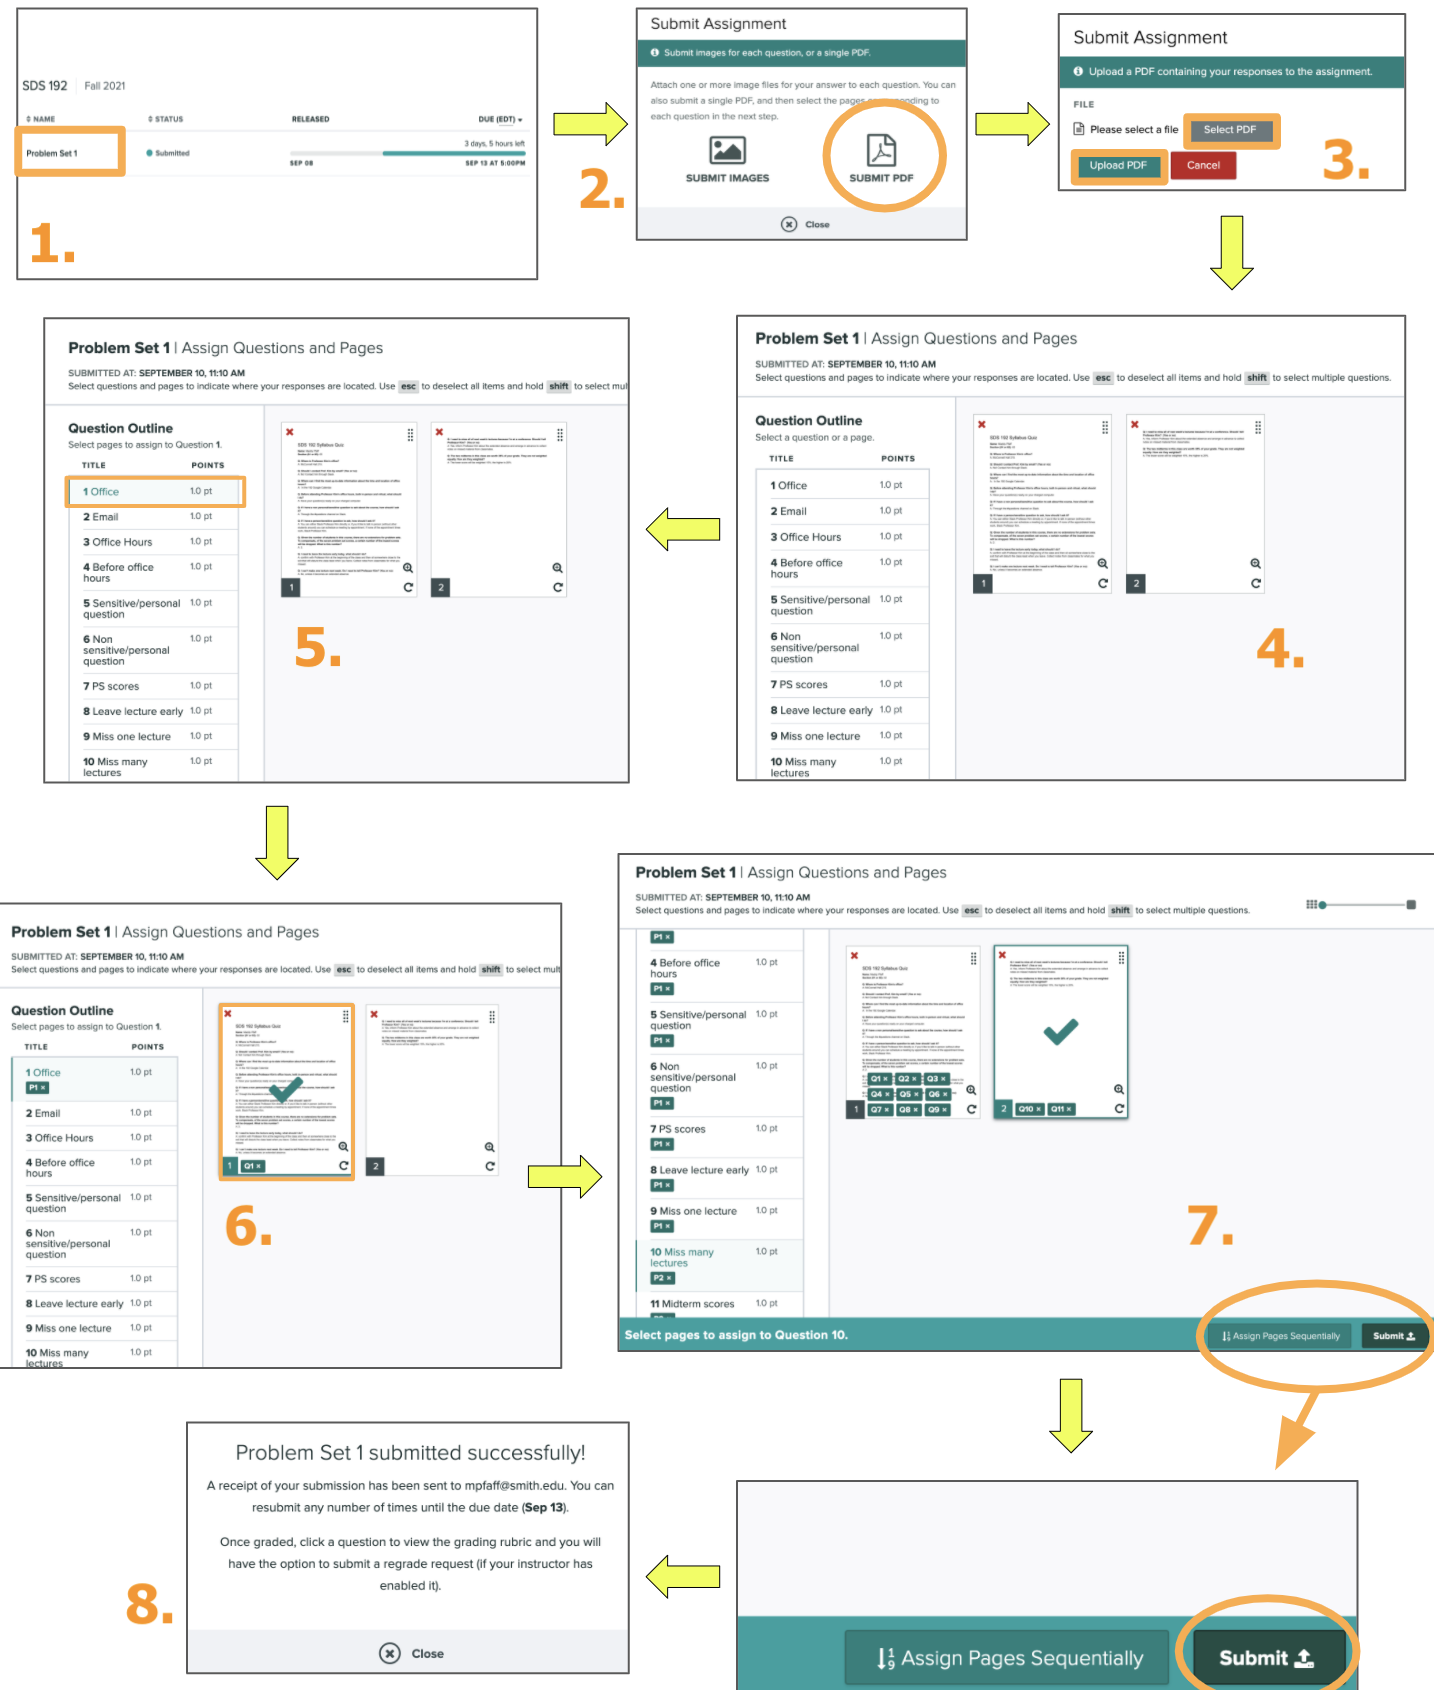 SDS 192 Fall 2021
NAME STATUS RELEASED DUE (EDT)
3 days, 5 hours left
Problem Set 1 Submitted
SEP 08 SEP 13 AT 5:00PM
1.
Submit Assignment
Submit images for each question, or a single PDF.
Attach one or more image files for your answer to each question. You can
also submit a single PDF, and then select the pages
each question in the next step.
SUBMIT IMAGES SUBMIT PDF
Close
2.
Submit Assignment
Upload a PDF containing your responses to the assignment.
FILE
Please select a file Select PDF
Upload PDF Cancel
3.
Problem Set 1 | Assign Questions and Pages
SUBMITTED AT: SEPTEMBER 10, 11:10 AM
Select questions and pages to indicate where your responses are located. Use esc to deselect all items and hold shift to select multiple questions.
Question Outline
Select a question or a page.
TITLE POINTS
1 Office 1.0 pt
2 Email 1.0 pt
3 Office Hours 1.0 pt
4 Before office 1.0 pt
hours
5 Sensitive/personal 1.0 pt
question
6 Non 1.0 pt
sensitive/personal
question
7 PS scores 1.0 pt
8 Leave lecture early 1.0 pt
9 Miss one lecture 1.0 pt
10 Miss many 1.0 pt
lectures
SDS 192 Syllabus Quiz
1 2
4.
Problem Set 1 | Assign Questions and Pages
SUBMITTED AT: SEPTEMBER 10, 11:10 AM
Select questions and pages to indicate where your responses are located. Use esc to deselect all items and hold shift to select mul
Question Outline
Select pages to assign to Question 1.
TITLE POINTS
1 Office 1.0 pt
2 Email 1.0 pt
3 Office Hours 1.0 pt
4 Before office 1.0 pt
hours
5 Sensitive/personal 1.0 pt
question
6 Non 1.0 pt
sensitive/personal
question
7 PS scores 1.0 pt
8 Leave lecture early 1.0 pt
9 Miss one lecture 1.0 pt
10 Miss many 1.0 pt
lectures
SDS 192 Syllabus Quiz
1 2
5.
Problem Set 1 | Assign Questions and Pages
SUBMITTED AT: SEPTEMBER 10, 11:10 AM
Select questions and pages to indicate where your responses are located. Use esc to deselect all items and hold shift to select mult
Question Outline
Select pages to assign to Question 1.
TITLE POINTS
1 Office 1.0 pt
P1 ×
2 Email 1.0 pt
3 Office Hours 1.0 pt
4 Before office 1.0 pt
hours
5 Sensitive/personal 1.0 pt
question
6 Non 1.0 pt
sensitive/personal
question
7 PS scores 1.0 pt
8 Leave lecture early 1.0 pt
9 Miss one lecture 1.0 pt
10 Miss many 1.0 pt
lectures
SDS 192 Syllabus Quiz
1 Q1 × 2
6.
Problem Set 1 | Assign Questions and Pages
SUBMITTED AT: SEPTEMBER 10, 11:10 AM
Select questions and pages to indicate where your responses are located. Use esc to deselect all items and hold shift to select multiple questions.
P1 ×
4 Before office 1.0 pt
hours
P1 ×
5 Sensitive/personal 1.0 pt
question
P1 ×
6 Non 1.0 pt
sensitive/personal
question
P1 ×
7 PS scores 1.0 pt
P1 ×
8 Leave lecture early 1.0 pt
P1 ×
9 Miss one lecture 1.0 pt
P1 ×
10 Miss many 1.0 pt
lectures
P2 ×
11 Midterm scores 1.0 pt
SDS 192 Syllabus Quiz
Q1 × Q2 × Q3 ×
Q4 × Q5 × Q6 ×
1 Q7 × Q8 × Q9 ×
2 Q10 × Q11 ×
7.
Select pages to assign to Question 10. Assign Pages Sequentially Submit
Assign Pages Sequentially Submit
Problem Set 1 submitted successfully!
A receipt of your submission has been sent to mpfaff@smith.edu. You can
resubmit any number of times until the due date (Sep 13).
Once graded, click a question to view the grading rubric and you will
have the option to submit a regrade request (if your instructor has
enabled it).
Close
8.